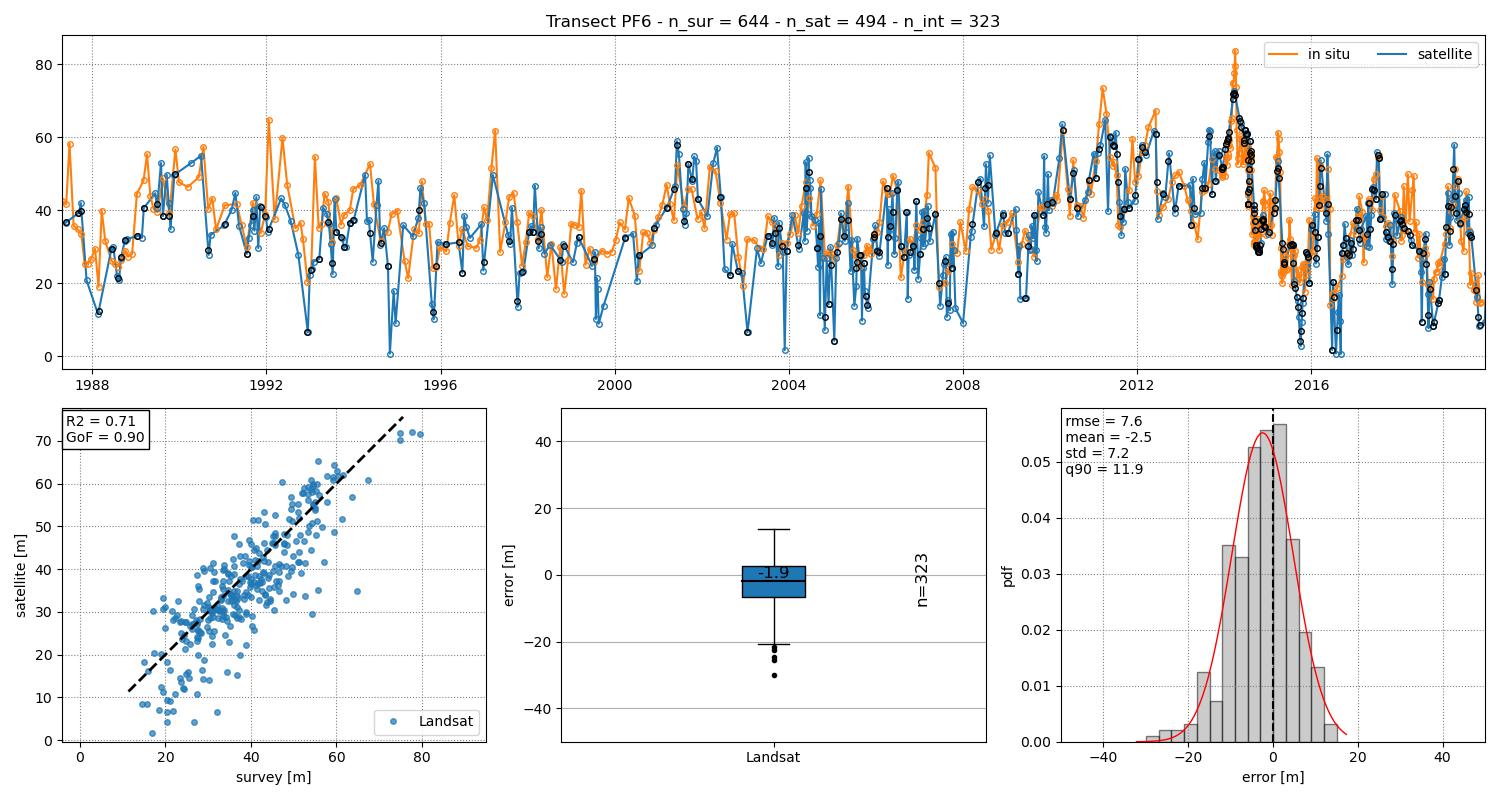 Transect PF6 - n_sur = 644 - n_sat = 494 - n_int = 323
in situ
satellite
80
60
40
20
0
1988
1992
1996
2000
2004
2008
2012
2016
R2 = 0.71
GoF = 0.90
satellite [m]
70
60
50
40
30
20
10
0
Landsat
0
20
40
60
80
survey [m]
error [m]
40
20
0
−20
−40
-1.9
n=323
Landsat
rmse = 7.6
mean = -2.5
std = 7.2
q90 = 11.9
pdf
0.05
0.04
0.03
0.02
0.01
0.00
−40
−20
0
20
40
error [m]